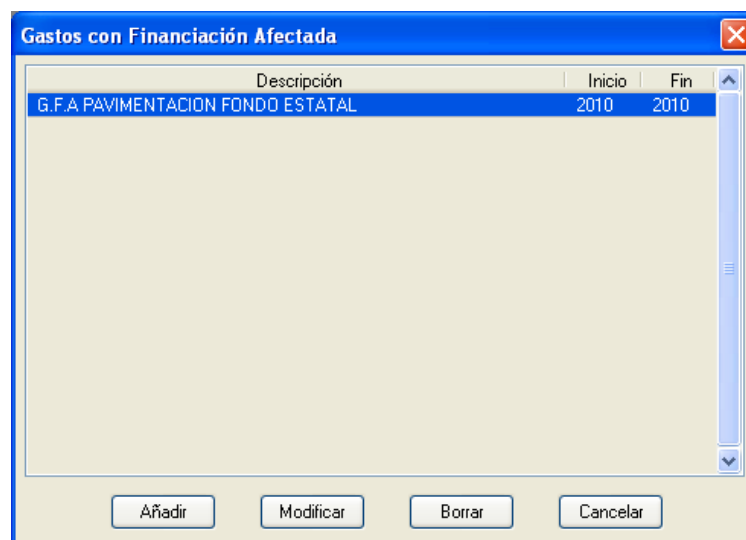 Gastos con Financiación Afectada
Descripción Inicio Fin
G.F.A PAVIMENTACION FONDO ESTATAL 2010 2010
Añadir Modificar Borrar Cancelar